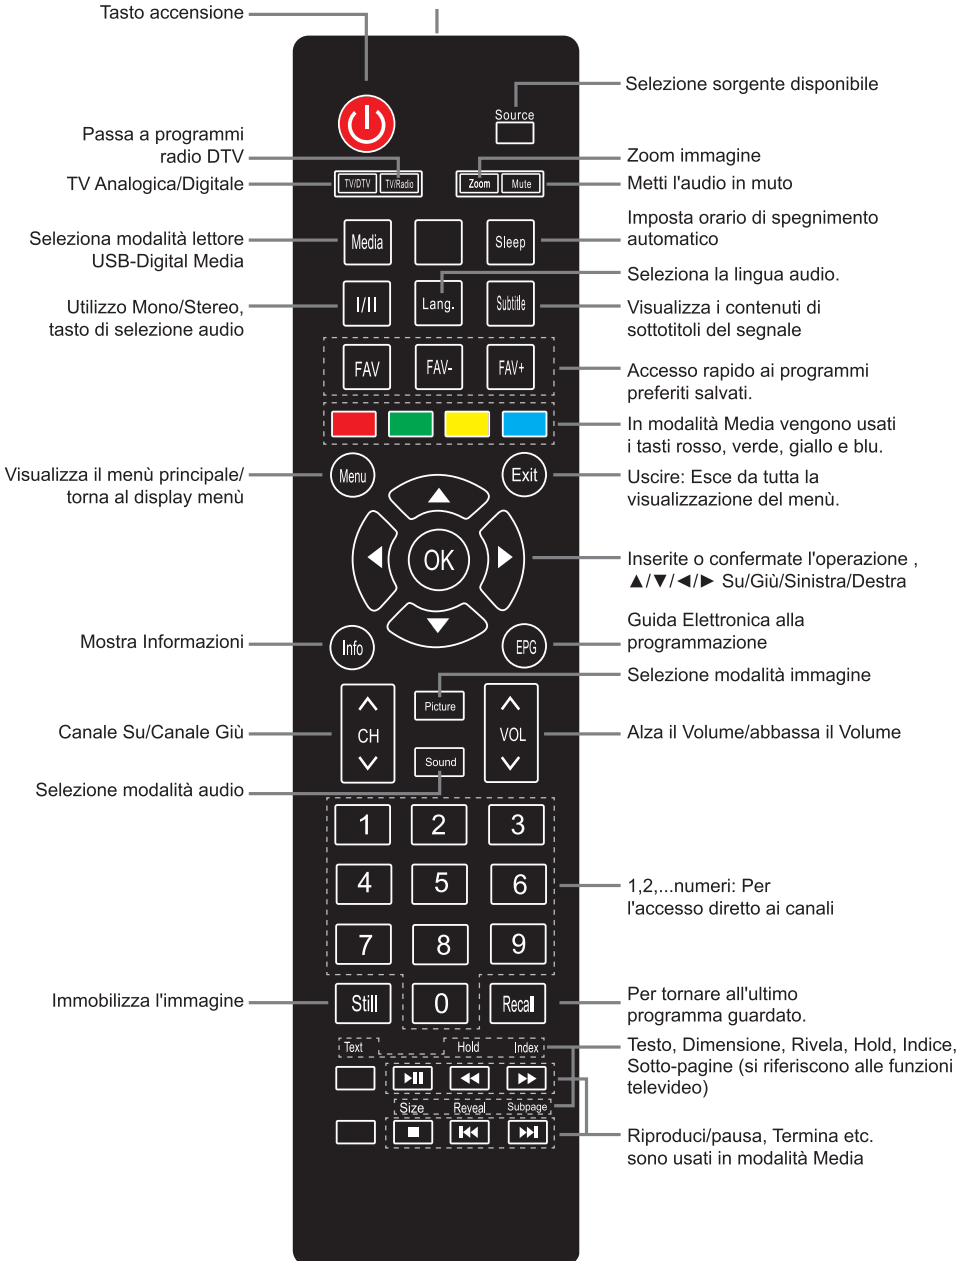 Tasto accensione
Selezione sorgente disponibile
Source
Passa a programmi
radio DTV
Zoom immagine
TV Analogica/Digitale
TV/DTV
TV/Radio
Zoom
Mute
Metti l'audio in muto
Imposta orario di spegnimento
automatico
Seleziona modalità lettore
USB-Digital Media
Media
Sleep
Seleziona la lingua audio.
Utilizzo Mono/Stereo,
tasto di selezione audio
I/II
Lang.
Subtitle
Visualizza i contenuti di
sottotitoli del segnale
FAV
FAV-
FAV+
Accesso rapido ai programmi
preferiti salvati.
In modalità Media vengono usati
i tasti rosso, verde, giallo e blu.
Visualizza il menù principale/
torna al display menù
Menu
Exit
Uscire: Esce da tutta la
visualizzazione del menù.
OK
Inserite o confermate l'operazione ,
▲/▼/◄/► Su/Giù/Sinistra/Destra
Mostra Informazioni
Info
EPG
Guida Elettronica alla
programmazione
Selezione modalità immagine
Picture
Canale Su/Canale Giù
CH
VOL
Alza il Volume/abbassa il Volume
Sound
Selezione modalità audio
1
2
3
4
5
6
1,2,...numeri: Per
l'accesso diretto ai canali
7
8
9
Immobilizza l'immagine
Still
0
Recall
Per tornare all'ultimo
programma guardato.
Text
Hold
Index
Testo, Dimensione, Rivela, Hold, Indice,
Sotto-pagine (si riferiscono alle funzioni
televideo)
Size
Reveal
Subpage
Riproduci/pausa, Termina etc.
sono usati in modalità Media